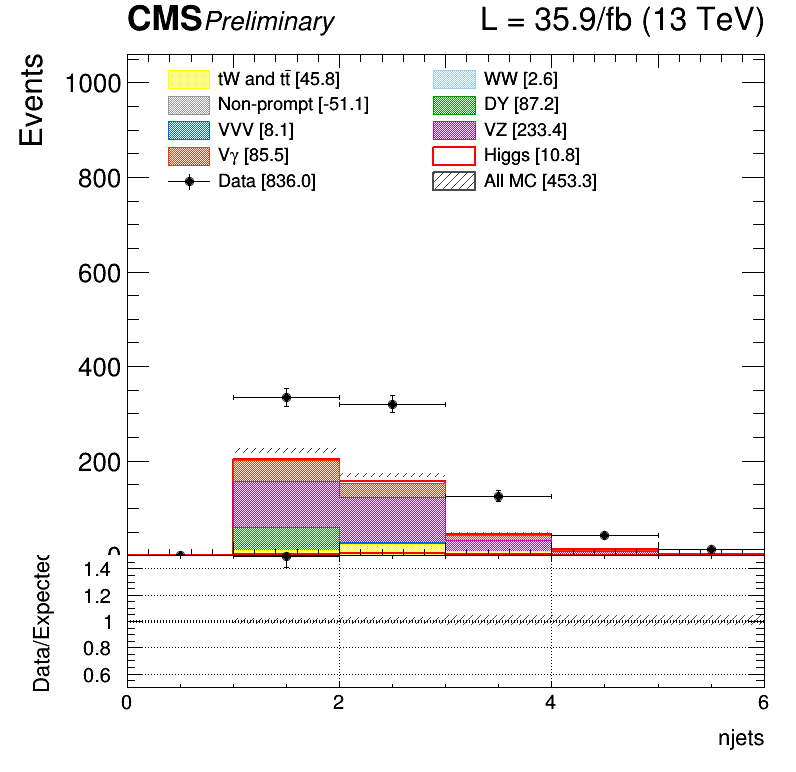 CMS Preliminary L = 35.9/fb (13 TeV)
Events
1000
800
600
400
200
0
tW and tt̄ [45.8]
Non-prompt [-51.1]
VVV [8.1]
Vγ [85.5]
Data [836.0]
WW [2.6]
DY [87.2]
VZ [233.4]
Higgs [10.8]
All MC [453.3]
Data/Expected
1.4
1.2
1
0.8
0.6
0 2 4 6
njets